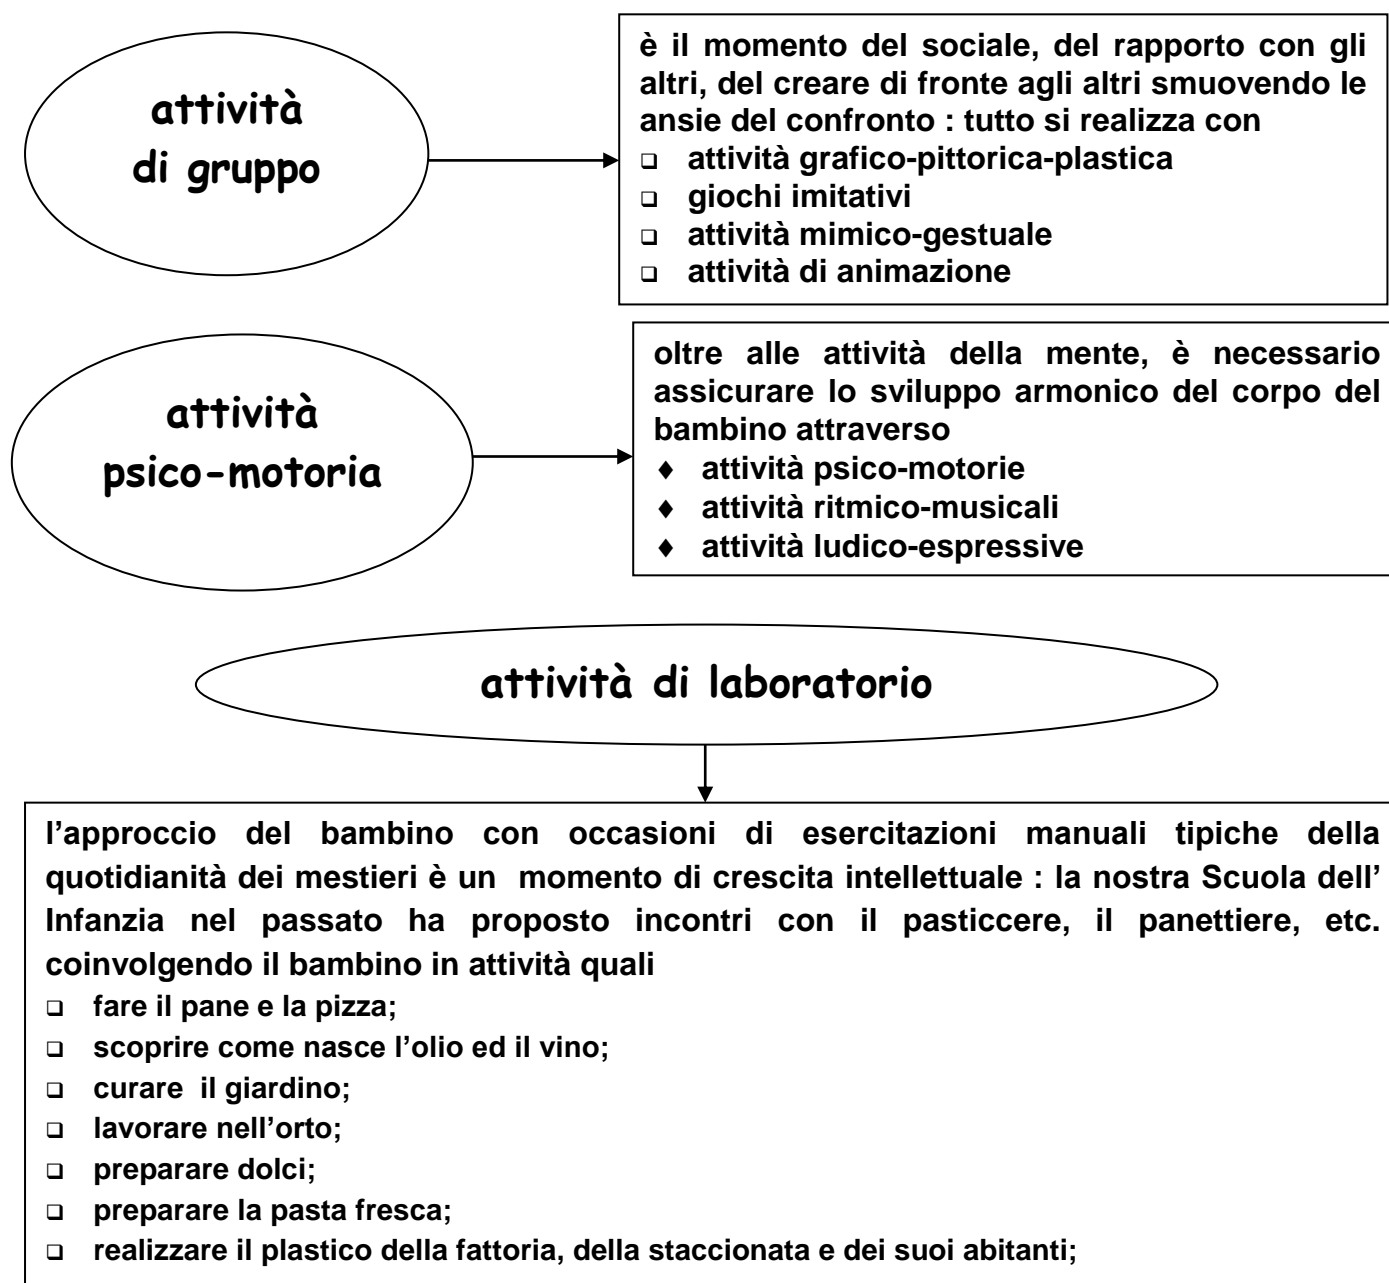 attività
di gruppo
è il momento del sociale, del rapporto con gli
altri, del creare di fronte agli altri smuovendo le
ansie del confronto : tutto si realizza con
❑ attività grafico-pittorica-plastica
❑ giochi imitativi
❑ attività mimico-gestuale
❑ attività di animazione
attività
psico-motoria
oltre alle attività della mente, è necessario
assicurare lo sviluppo armonico del corpo del
bambino attraverso
♦ attività psico-motorie
♦ attività ritmico-musicali
♦ attività ludico-espressive
attività di laboratorio
l’approccio del bambino con occasioni di esercitazioni manuali tipiche della
quotidianità dei mestieri è un momento di crescita intellettuale : la nostra Scuola dell’
Infanzia nel passato ha proposto incontri con il pasticcere, il panettiere, etc.
coinvolgendo il bambino in attività quali
❑ fare il pane e la pizza;
❑ scoprire come nasce l’olio ed il vino;
❑ curare il giardino;
❑ lavorare nell’orto;
❑ preparare dolci;
❑ preparare la pasta fresca;
❑ realizzare il plastico della fattoria, della staccionata e dei suoi abitanti;